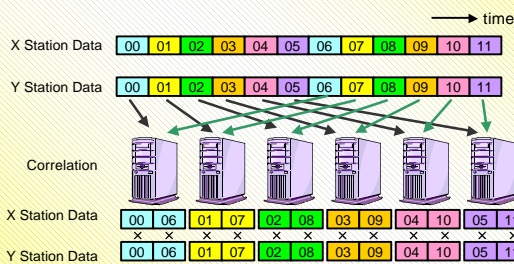 time
X Station Data 00 01 02 03 04 05 06 07 08 09 10 11
Y Station Data 00 01 02 03 04 05 06 07 08 09 10 11
Correlation
X Station Data 00 06 01 07 02 08 03 09 04 10 05 11
× × × × × × × × × × × ×
Y Station Data 00 06 01 07 02 08 03 09 04 10 05 11